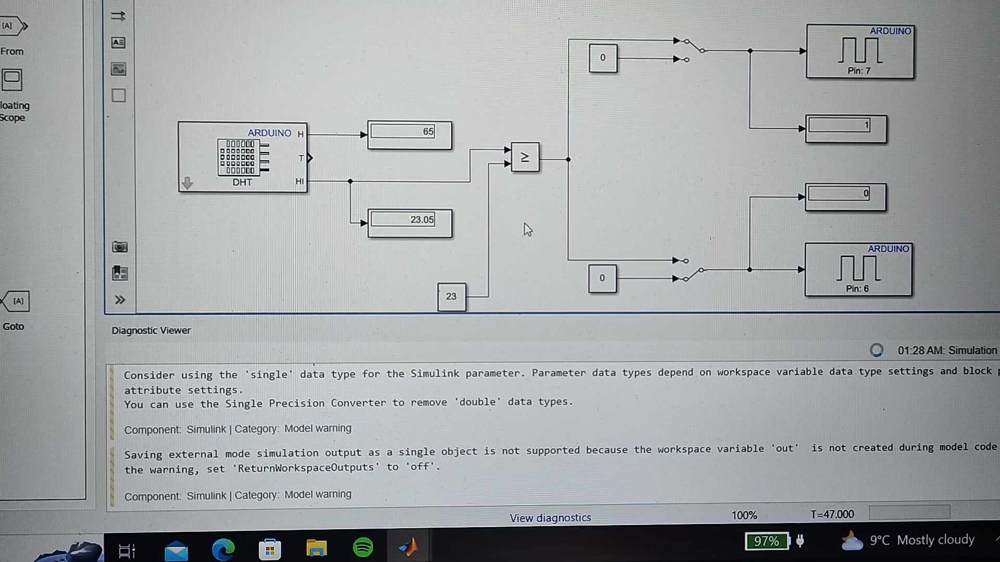 [A]
From
loating
Scope
[A]
Goto
ARDUINO
H
T
HI
DHT
65
23.05
≥
23
0
0
ARDUINO
Pin: 7
1
0
ARDUINO
Pin: 6
Diagnostic Viewer
01:28 AM: Simulation
Consider using the 'single' data type for the Simulink parameter. Parameter data types depend on workspace variable data type settings and block
attribute settings.
You can use the Single Precision Converter to remove 'double' data types.
Component: Simulink | Category: Model warning
Saving external mode simulation output as a single object is not supported because the workspace variable 'out' is not created during model code
the warning, set 'ReturnWorkspaceOutputs' to 'off'.
Component: Simulink | Category: Model warning
View diagnostics
100%
T=47.000
97%
9°C Mostly cloudy